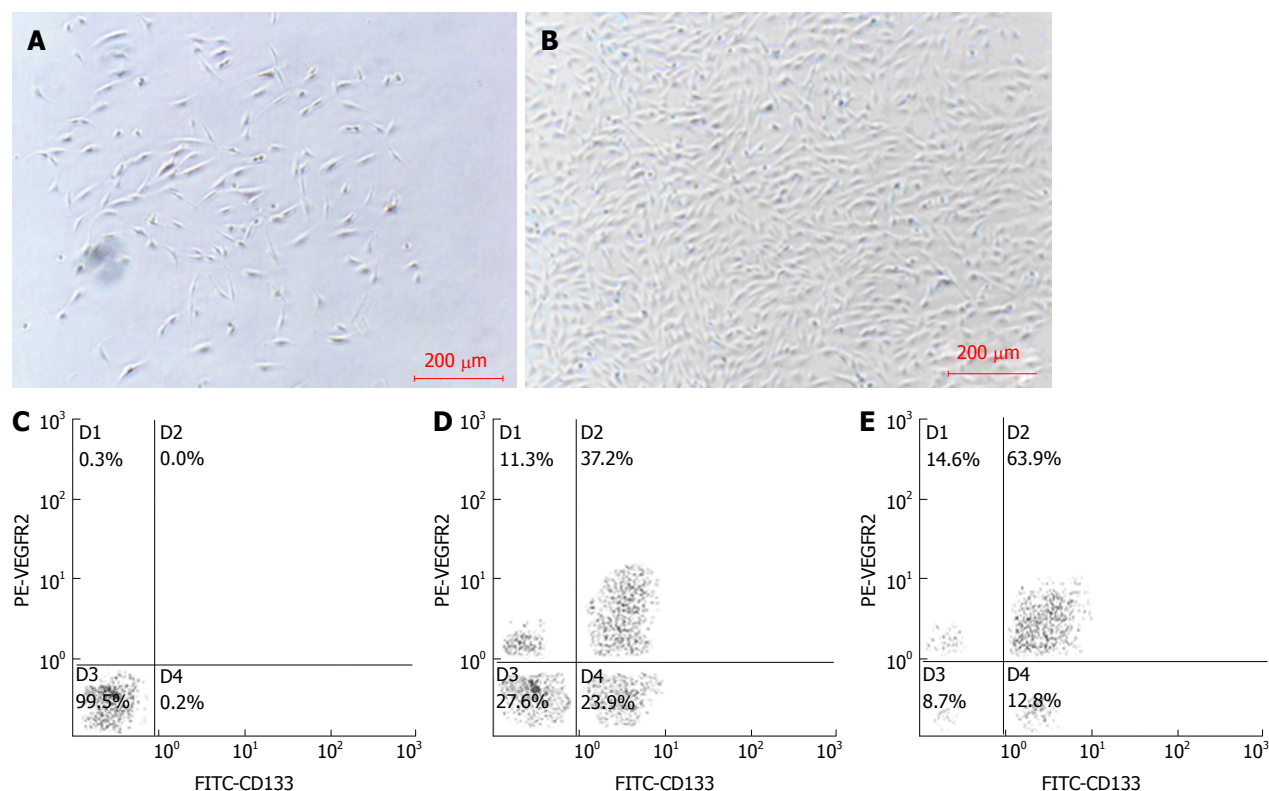 A
B
200 μm
200 μm
C
D
E
10³
D1
D2
0.3%
0.0%
10²
10¹
10⁰
D3
D4
99.5%
0.2%
PE-VEGFR2
10⁰
10¹
10²
10³
FITC-CD133
10³
D1
D2
11.3%
37.2%
10²
10¹
10⁰
D3
D4
27.6%
23.9%
PE-VEGFR2
10⁰
10¹
10²
10³
FITC-CD133
10³
D1
D2
14.6%
63.9%
10²
10¹
10⁰
D3
D4
8.7%
12.8%
PE-VEGFR2
10⁰
10¹
10²
10³
FITC-CD133